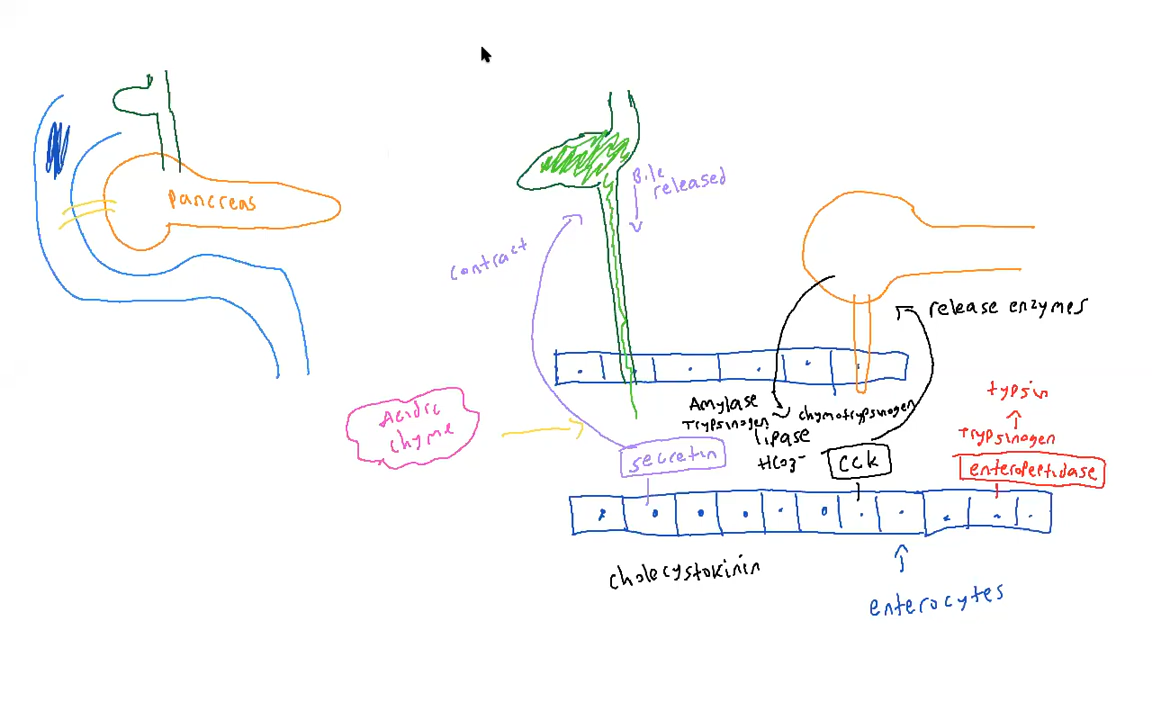 Pancreas
Bile
released
contract
release enzymes
Acidic
chyme
Amylase
Trypsinogen
chymotrypsinogen
lipase
HCO3-
secretin
cck
typsin
Trypsinogen
enteropeptidase
cholecystokinin
enterocytes